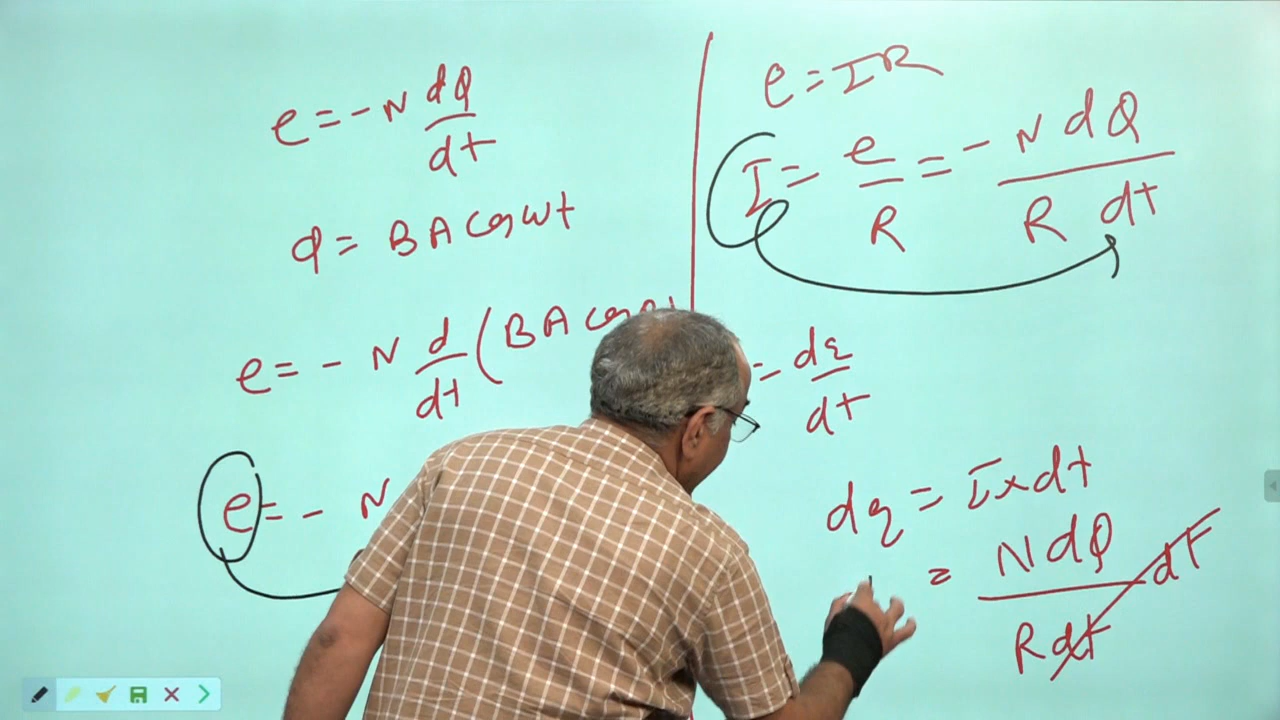 e = - N dφ/dt
φ = BA cos ωt
e = - N d/dt (BA cos
e = - N
e = IR
I = e/R = - N dφ / R dt
= dq/dt
dq = I x dt
= N dφ / R dt dt